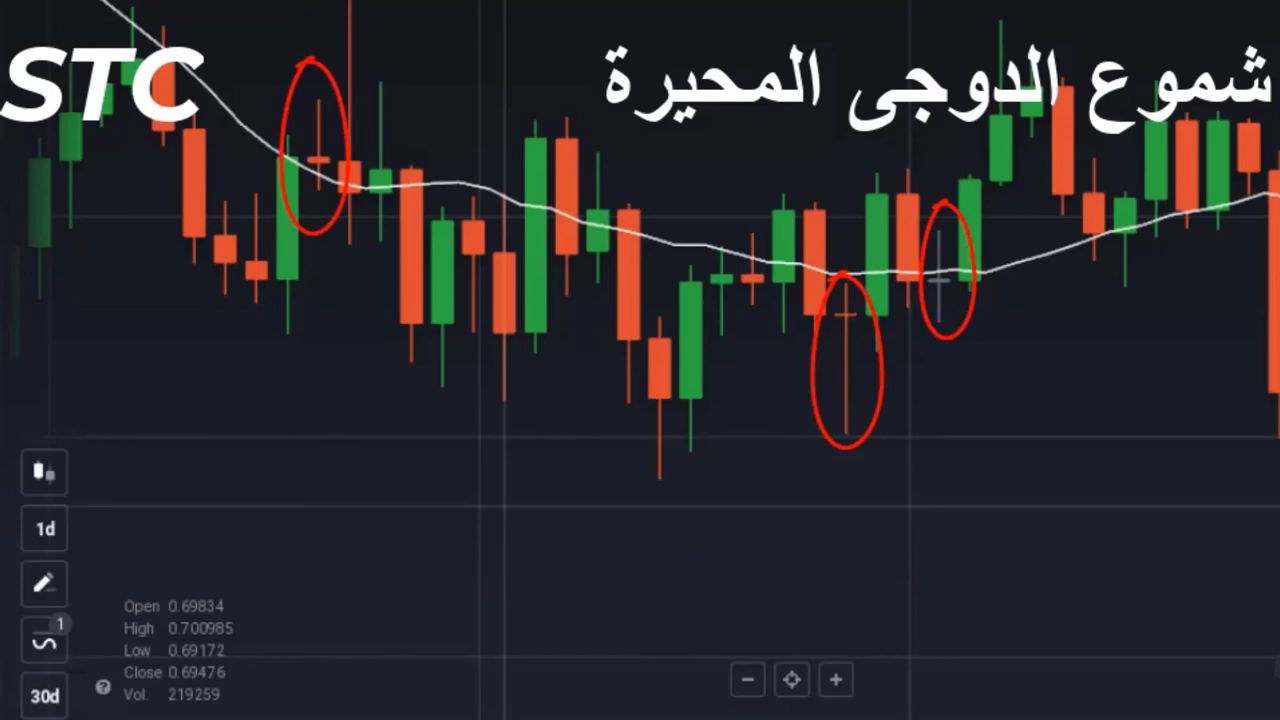 STC
شموع الدوجى المحيرة
1d
1
30d
Open 0.69834
High 0.700985
Low 0.69172
Close 0.69476
Vol. 219259